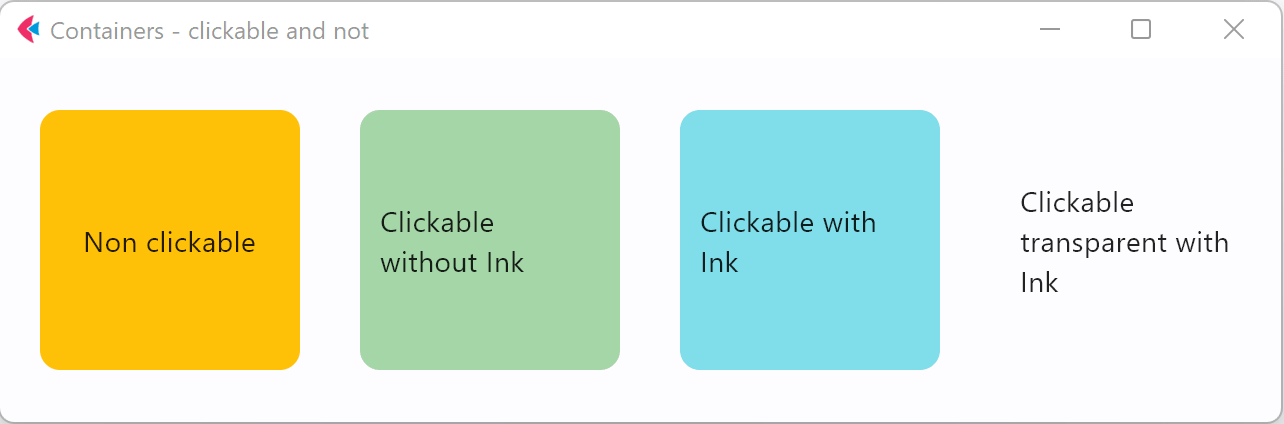 Containers - clickable and not
Non clickable
Clickable
without Ink
Clickable with
Ink
Clickable
transparent with
Ink